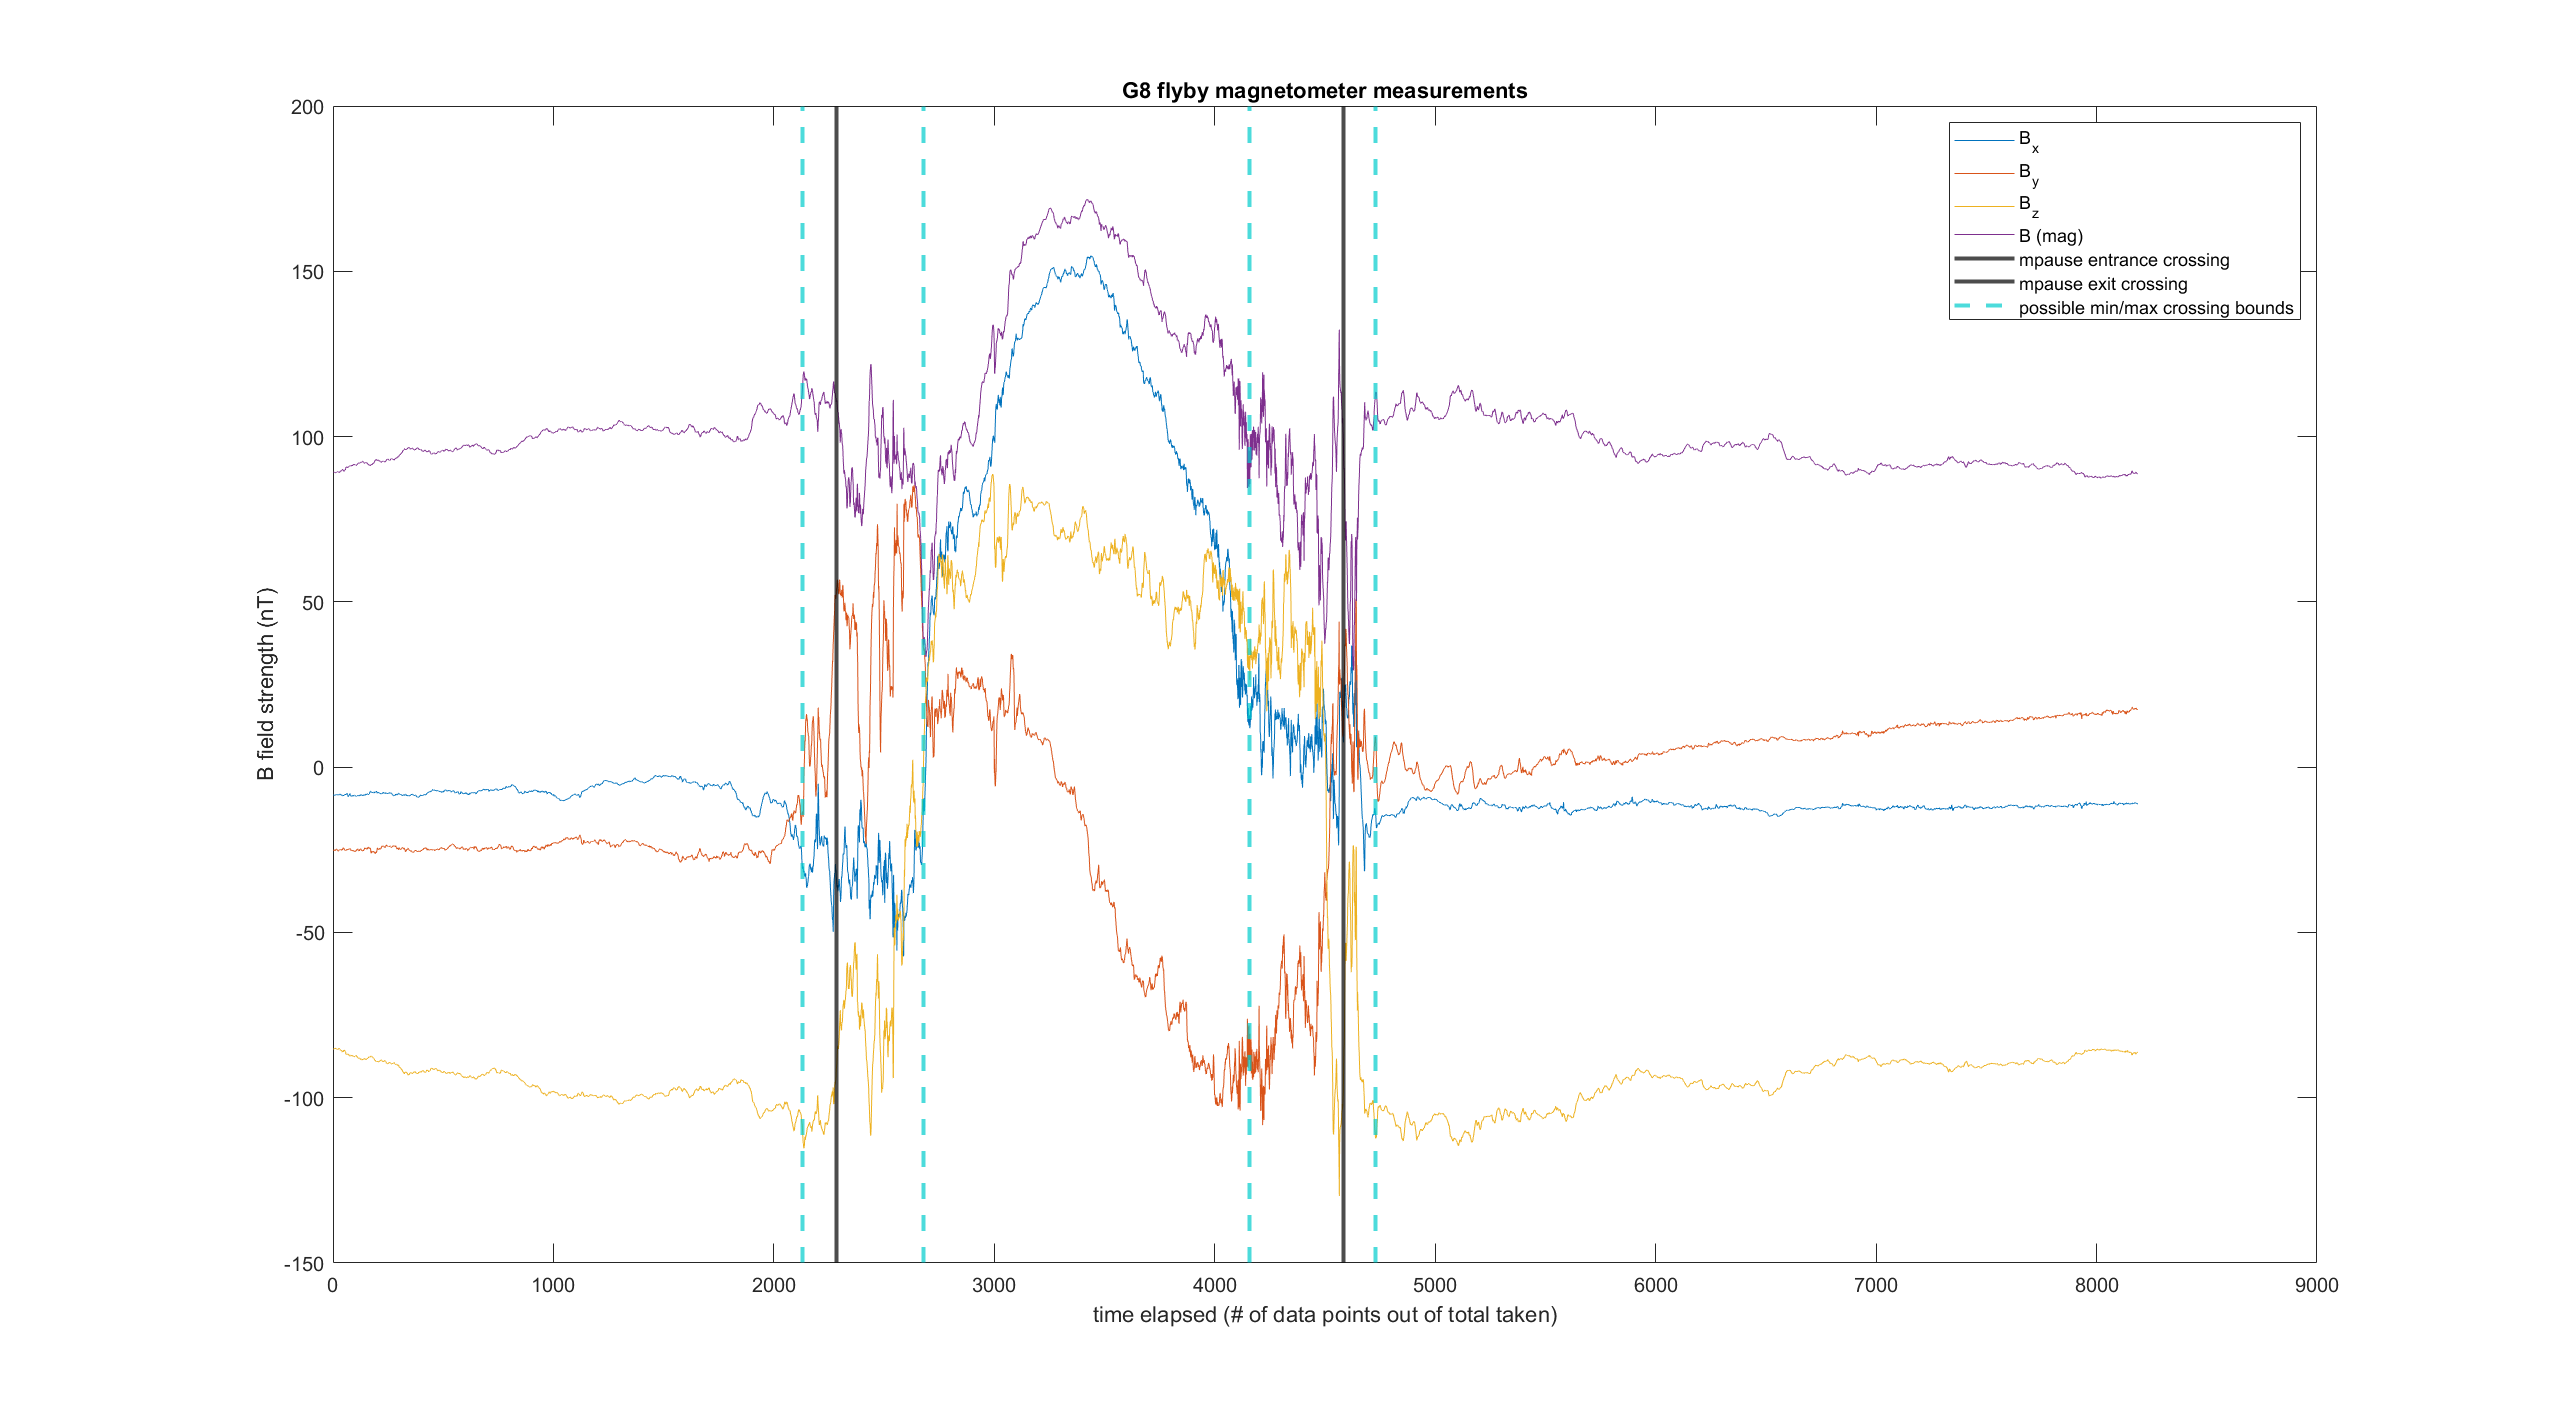 G8 flyby magnetometer measurements
200
150
100
50
0
-50
-100
-150
B field strength (nT)
0 1000 2000 3000 4000 5000 6000 7000 8000 9000
time elapsed (# of data points out of total taken)
Bx
By
Bz
B (mag)
mpause entrance crossing
mpause exit crossing
possible min/max crossing bounds